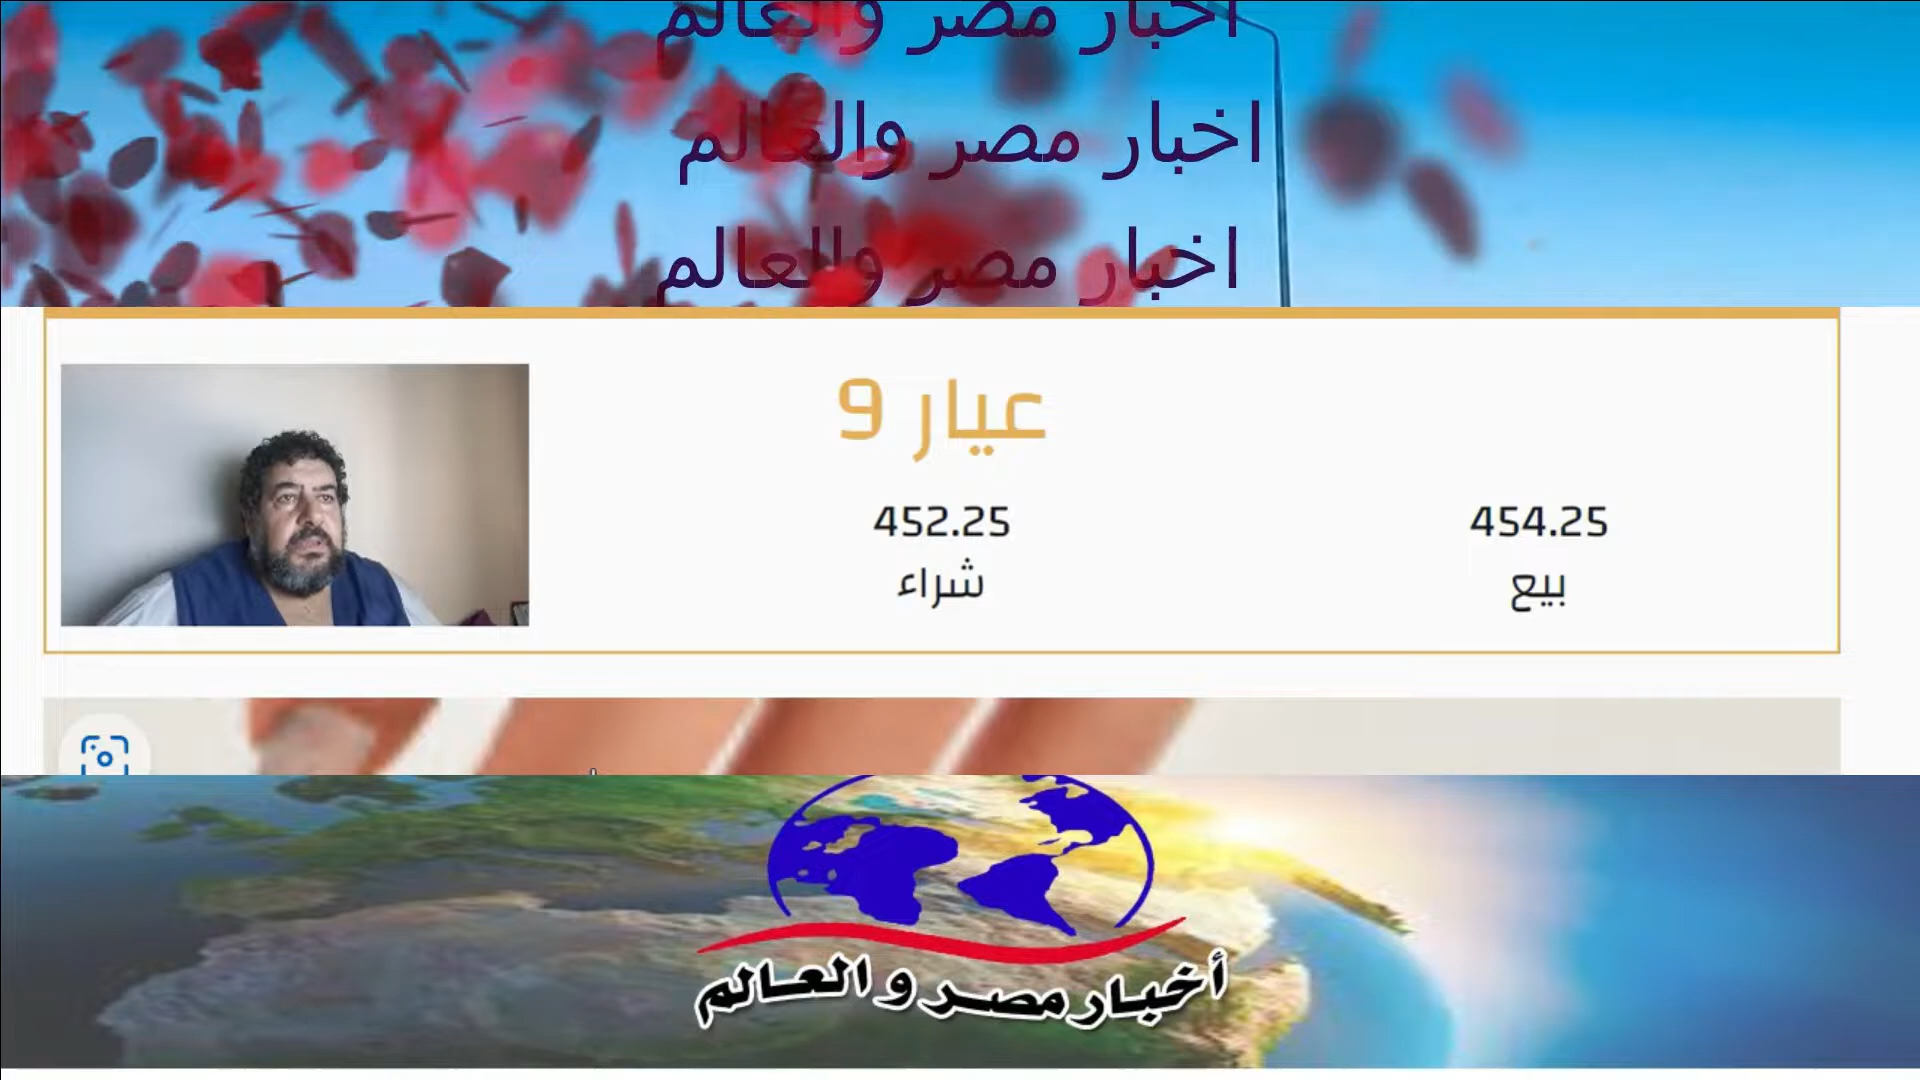 اخبار مصر والعالم
اخبار مصر والعالم
اخبار مصر والعالم
عيار 9
454.25
452.25
بيع
شراء
أخبار مصر والعالم